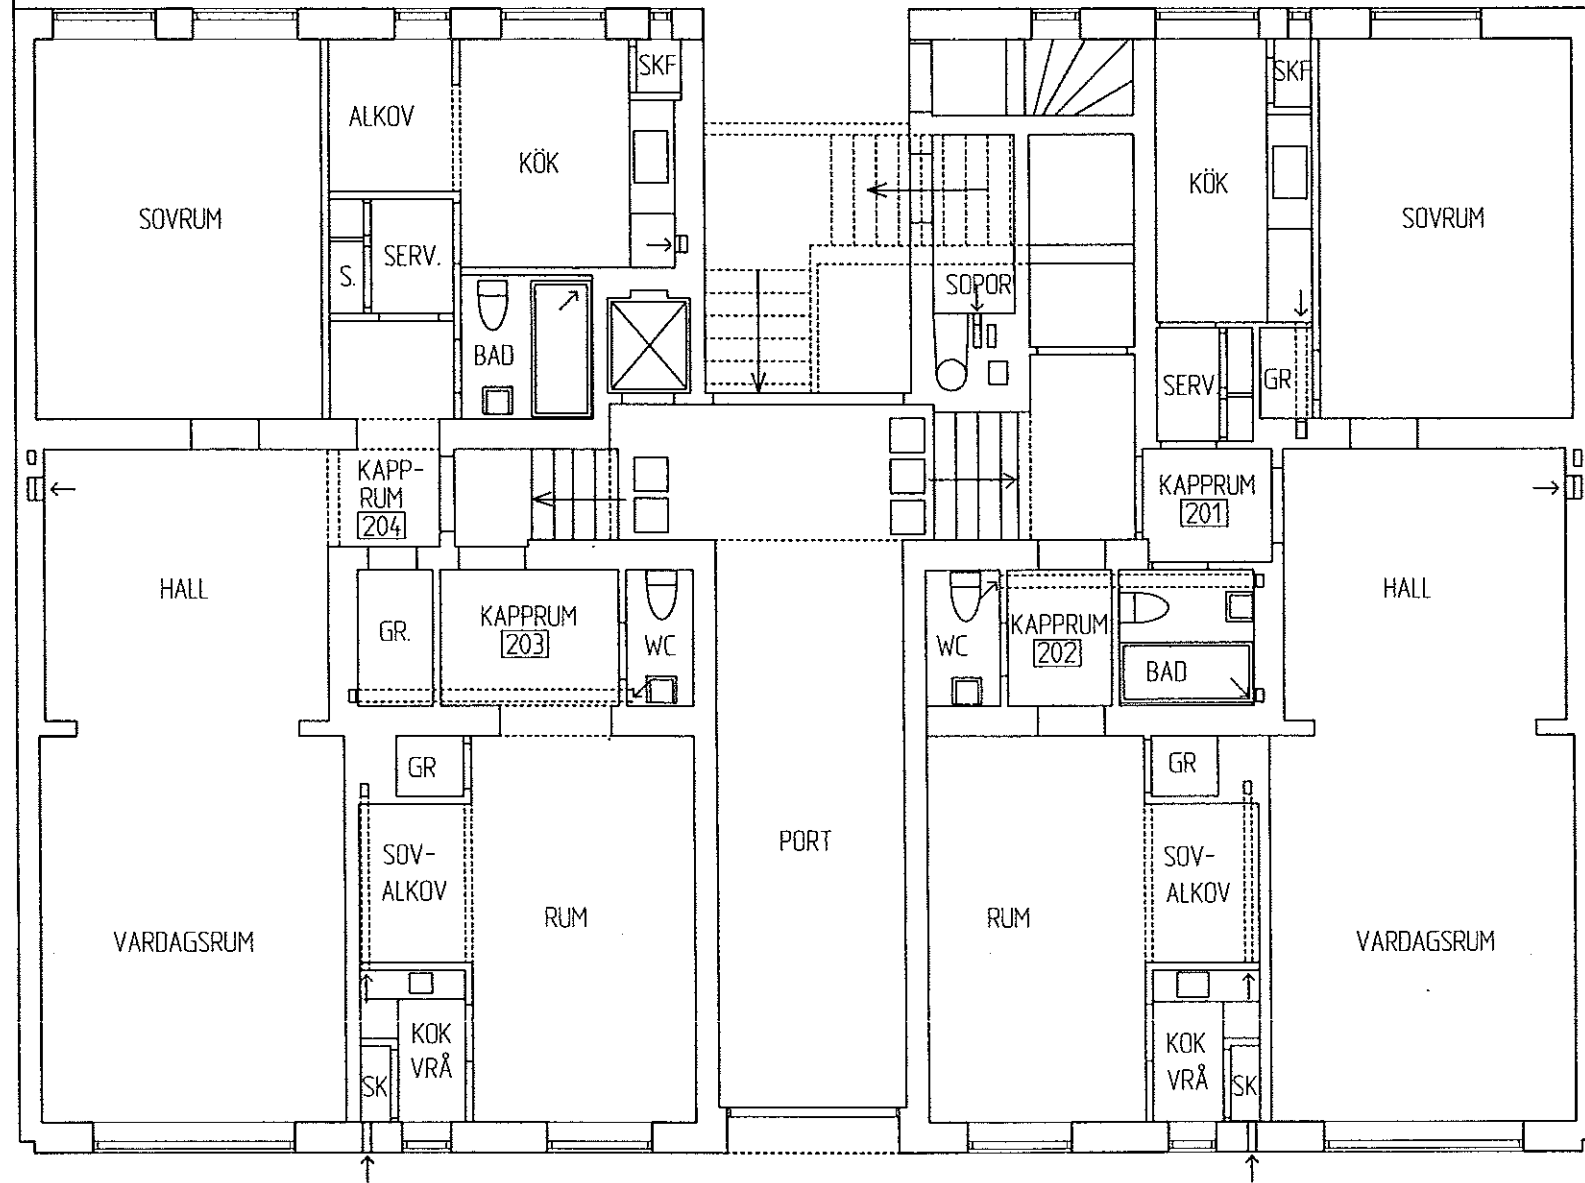 SKF
SKF
ALKOV
KÖK
KÖK
SOVRUM
SOVRUM
SERV.
S.
SOPOR
BAD
SERV.
GR
KAPP-
RUM
204
KAPPRUM
201
HALL
HALL
GR.
KAPPRUM
203
WC
WC
KAPPRUM
202
BAD
GR
GR
PORT
SOV-
ALKOV
SOV-
ALKOV
RUM
RUM
VARDAGSRUM
VARDAGSRUM
KOK
VRÅ
KOK
VRÅ
SK
SK